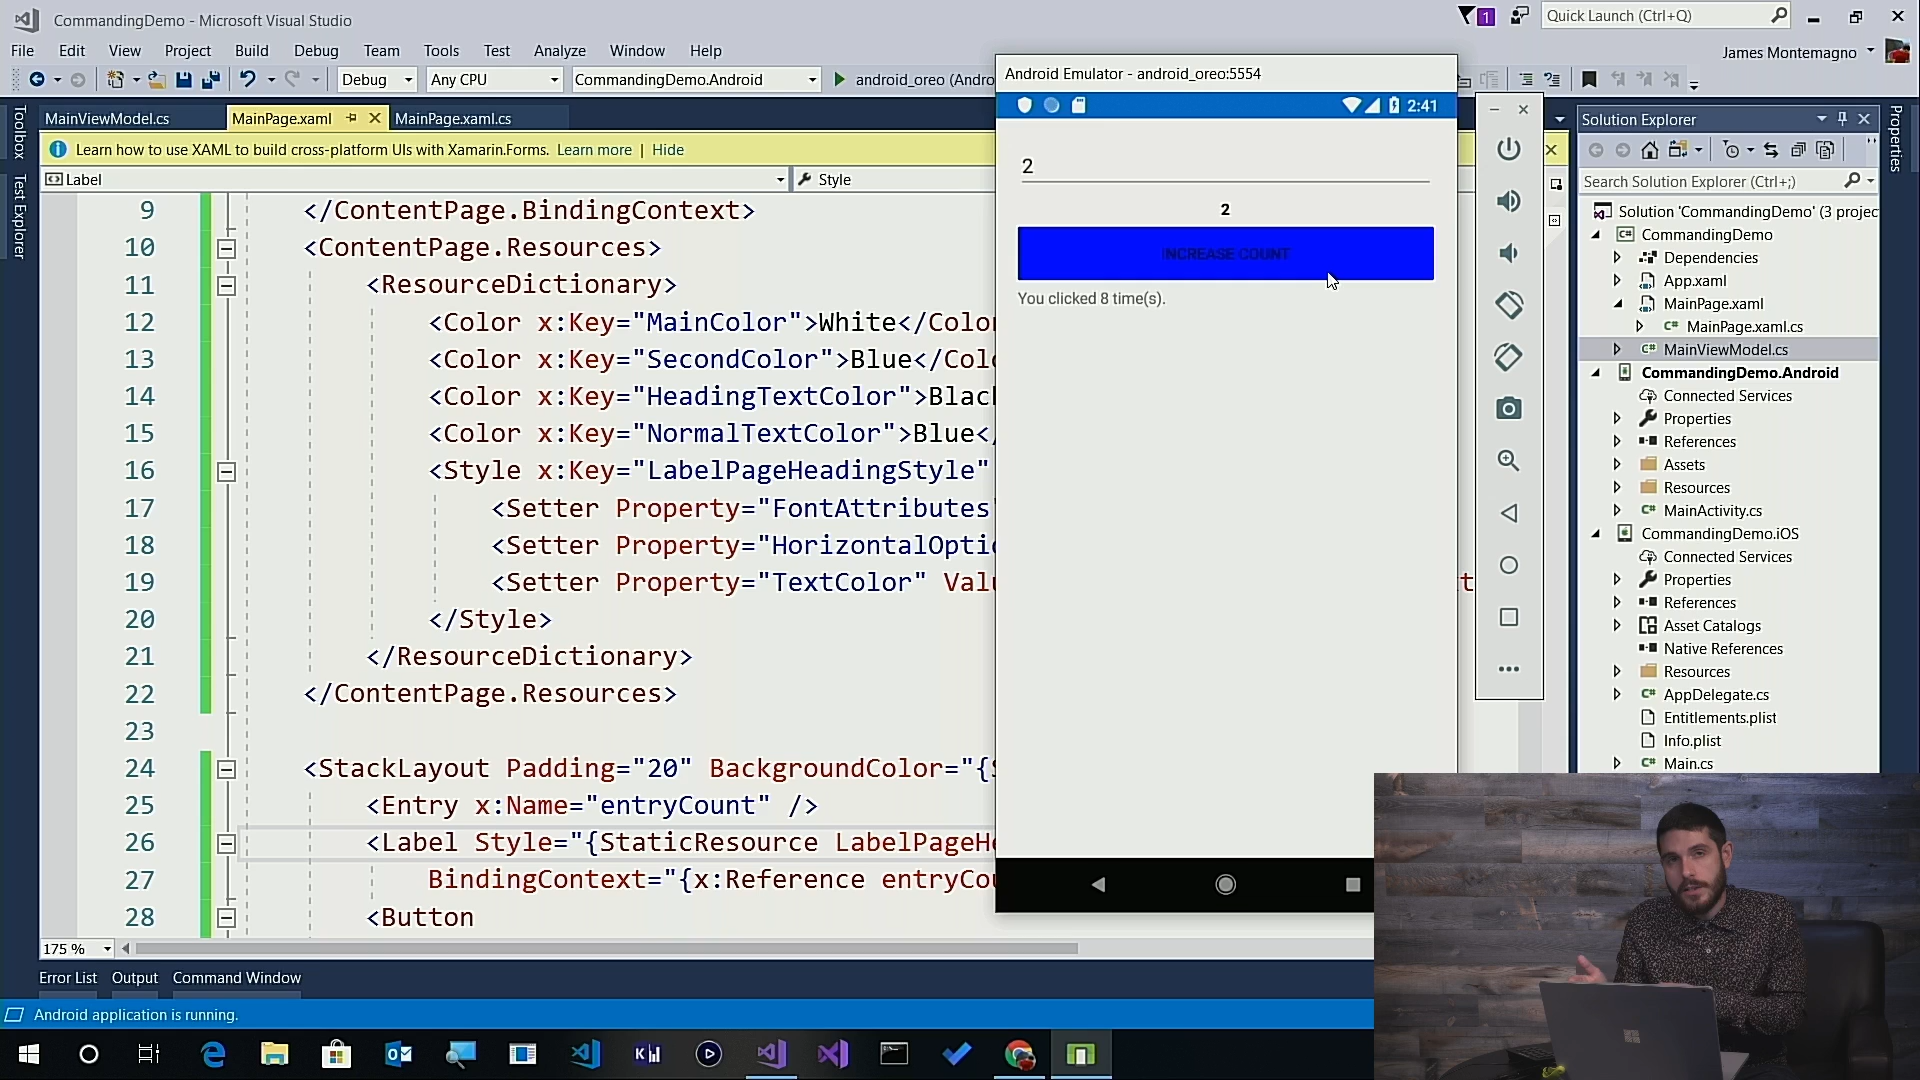 CommandingDemo - Microsoft Visual Studio
1
Quick Launch (Ctrl+Q)
File Edit View Project Build Debug Team Tools Test Analyze Window Help
James Montemagno
Debug Any CPU CommandingDemo.Android android_oreo (Andro
Android Emulator - android_oreo:5554
2:41
2
2
INCREASE COUNT
You clicked 8 time(s).
Toolbox
Test Explorer
MainViewModel.cs MainPage.xaml MainPage.xaml.cs
Learn how to use XAML to build cross-platform UIs with Xamarin.Forms. Learn more | Hide
Label Style
9 </ContentPage.BindingContext>
10 <ContentPage.Resources>
11 <ResourceDictionary>
12 <Color x:Key="MainColor">White</Colo
13 <Color x:Key="SecondColor">Blue</Col
14 <Color x:Key="HeadingTextColor">Blac
15 <Color x:Key="NormalTextColor">Blue</
16 <Style x:Key="LabelPageHeadingStyle"
17 <Setter Property="FontAttributes
18 <Setter Property="HorizontalOptio
19 <Setter Property="TextColor" Valu
20 </Style>
21 </ResourceDictionary>
22 </ContentPage.Resources>
23
24 <StackLayout Padding="20" BackgroundColor="{S
25 <Entry x:Name="entryCount" />
26 <Label Style="{StaticResource LabelPageHe
27 BindingContext="{x:Reference entryCou
28 <Button
175 %
Error List Output Command Window
Android application is running.
Solution Explorer
Search Solution Explorer (Ctrl+;)
Solution 'CommandingDemo' (3 projec
CommandingDemo
Dependencies
App.xaml
MainPage.xaml
MainPage.xaml.cs
MainViewModel.cs
CommandingDemo.Android
Connected Services
Properties
References
Assets
Resources
MainActivity.cs
CommandingDemo.iOS
Connected Services
Properties
References
Asset Catalogs
Native References
Resources
AppDelegate.cs
Entitlements.plist
Info.plist
Main.cs
Properties